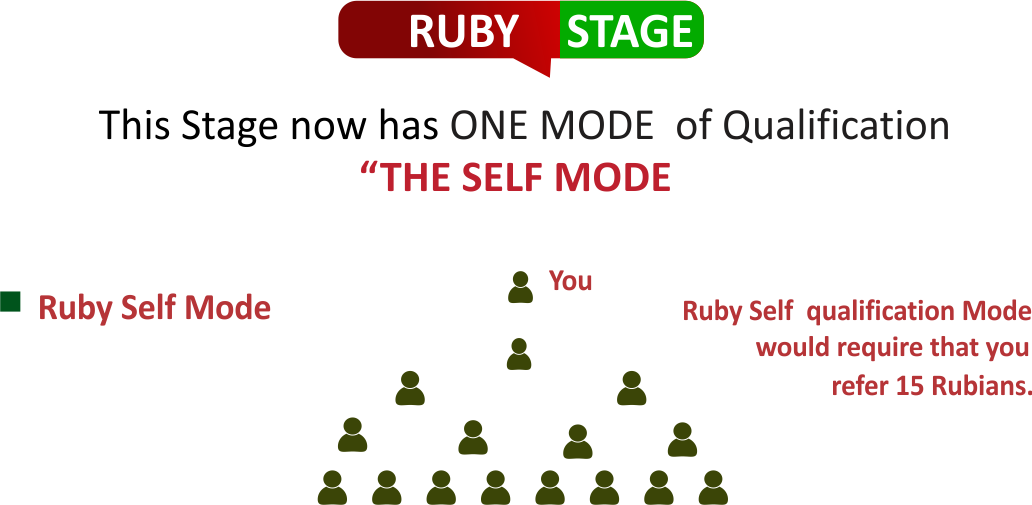 RUBY STAGE
This Stage now has ONE MODE of Qualification
“THE SELF MODE
You
Ruby Self Mode
Ruby Self qualification Mode
would require that you
refer 15 Rubians.